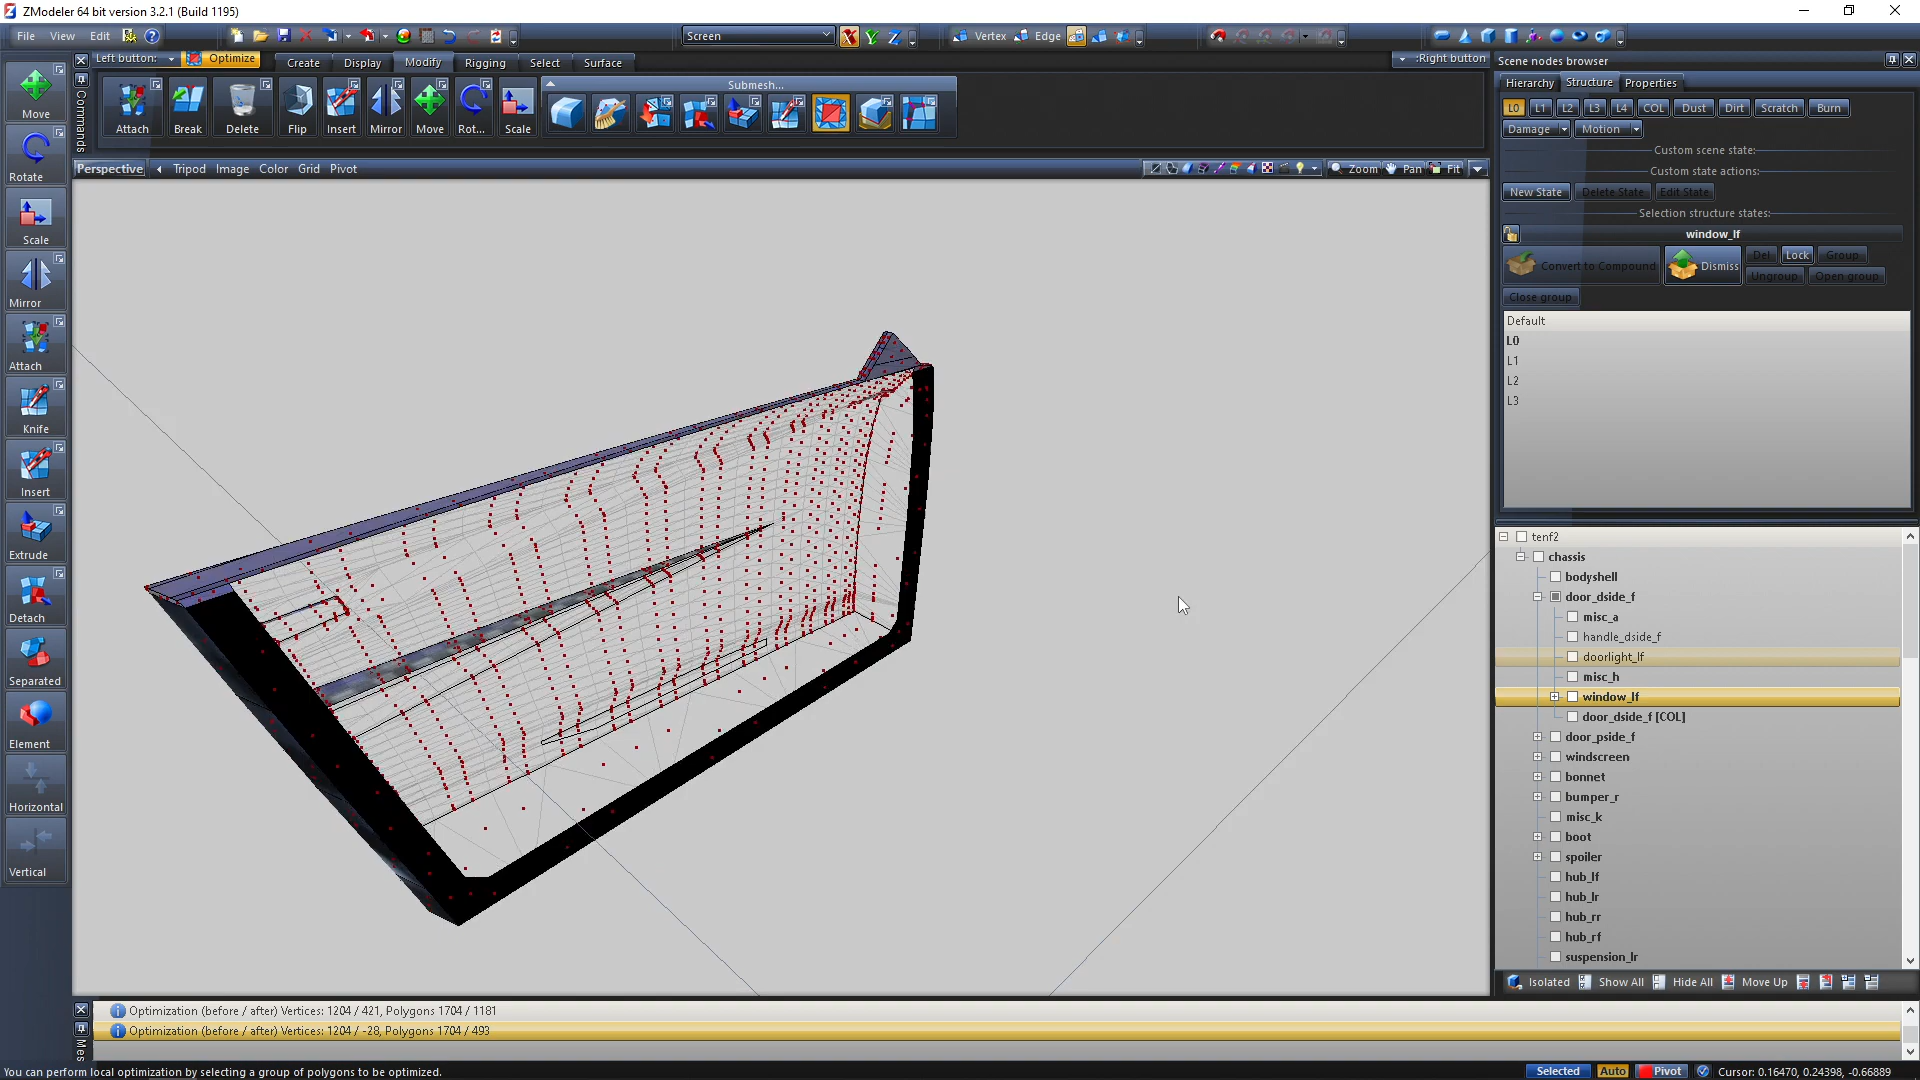 ZModeler 64 bit version 3.2.1 (Build 1195)
File View Edit
Screen
Vertex Edge
Left button: Optimize
Create Display Modify Rigging Select Surface
:Right button
Commands
Submesh...
Attach Break Delete Flip Insert Mirror Move Rot... Scale
Move
Rotate
Scale
Mirror
Attach
Knife
Insert
Extrude
Detach
Separated
Element
Horizontal
Vertical
Perspective Tripod Image Color Grid Pivot
Zoom Pan Fit
Scene nodes browser
Hierarchy Structure Properties
L0 L1 L2 L3 L4 COL Dust Dirt Scratch Burn
Damage Motion
Custom scene state:
Custom state actions:
New State Delete State Edit State
Selection structure states:
window_lf
Convert to Compound Dismiss Del Lock Group
Ungroup Open group
Close group
Default
L0
L1
L2
L3
tenf2
chassis
bodyshell
door_dside_f
misc_a
handle_dside_f
doorlight_lf
misc_h
window_lf
door_dside_f [COL]
door_pside_f
windscreen
bonnet
bumper_r
misc_k
boot
spoiler
hub_lf
hub_lr
hub_rr
hub_rf
suspension_lr
Isolated Show All Hide All Move Up
Mes
Optimization (before / after) Vertices: 1204 / 421, Polygons 1704 / 1181
Optimization (before / after) Vertices: 1204 / -28, Polygons 1704 / 493
You can perform local optimization by selecting a group of polygons to be optimized.
Selected Auto Pivot Cursor: 0.16470, 0.24398, -0.66889